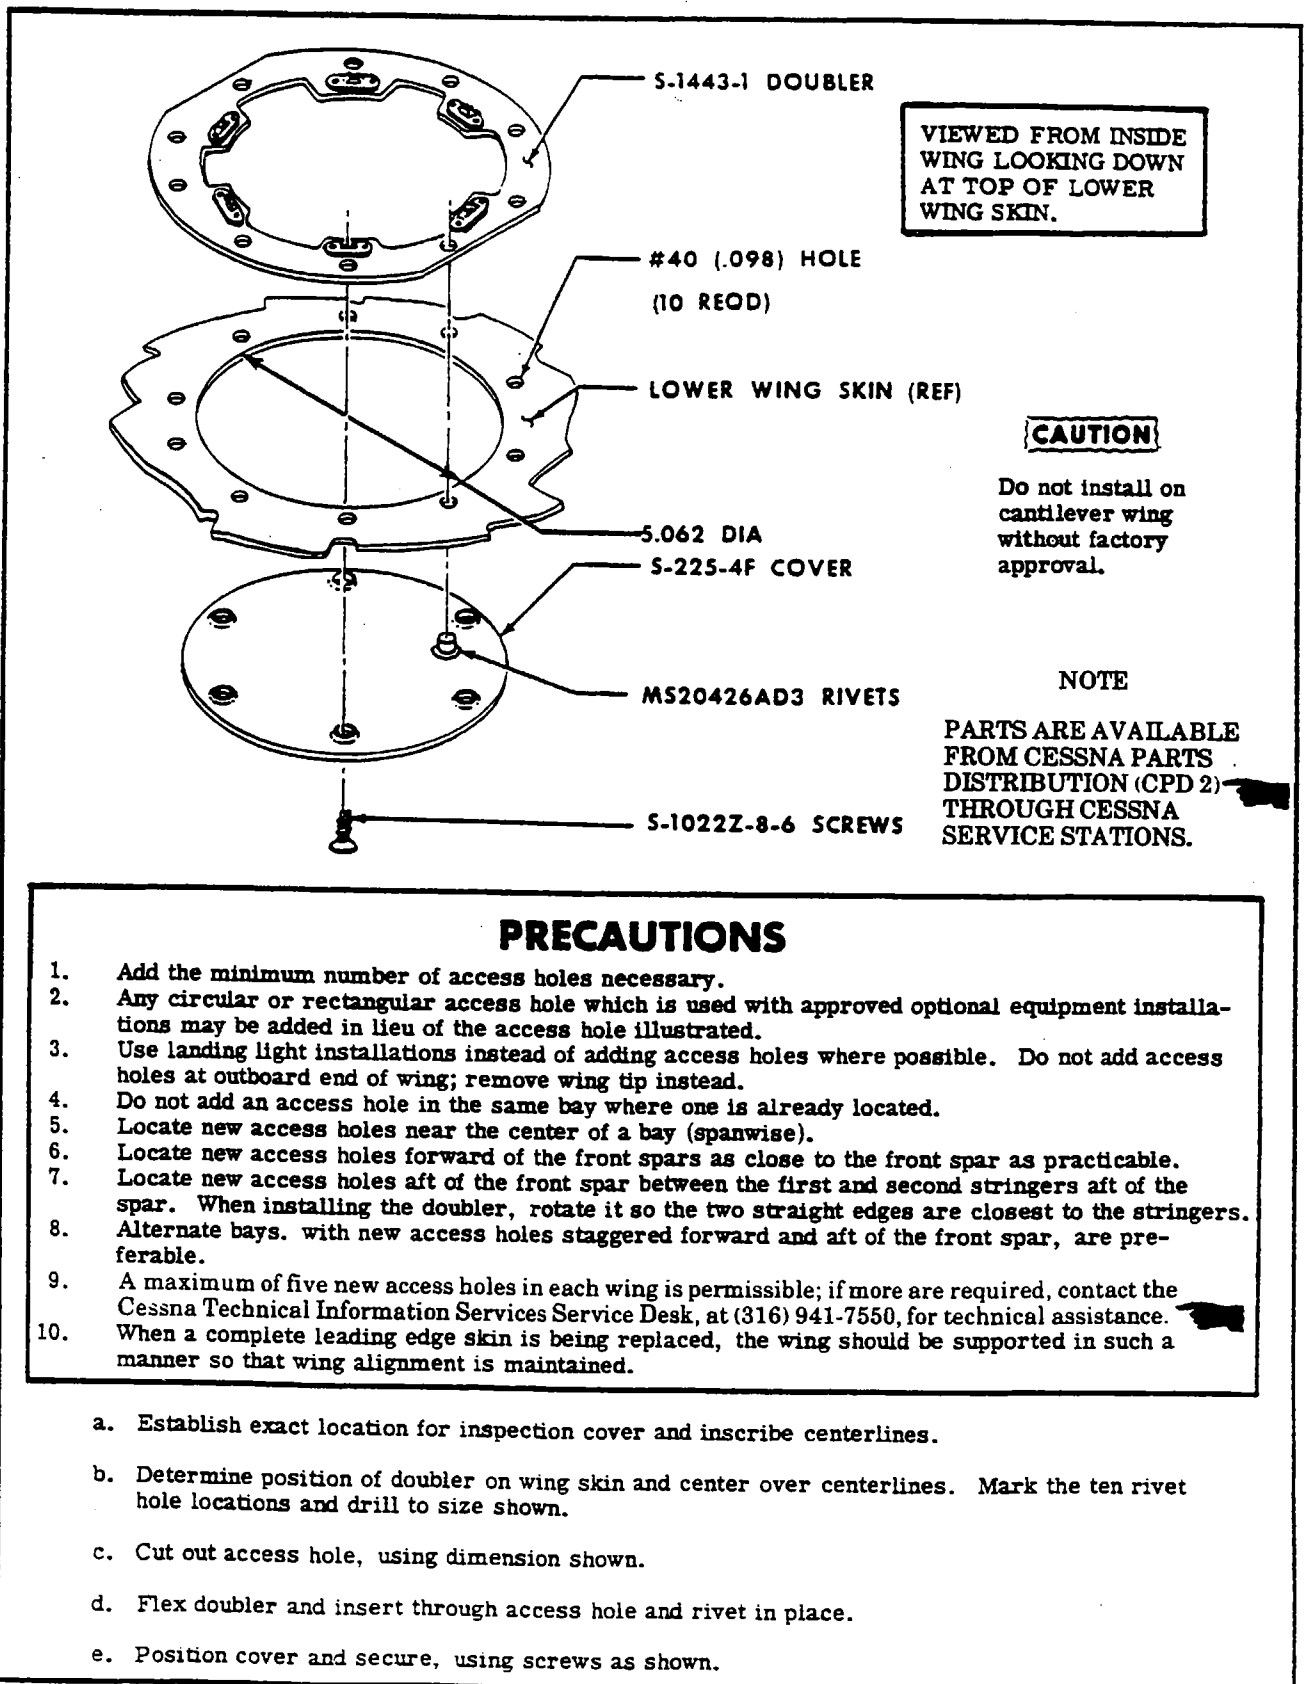 S-1443-1 DOUBLER
VIEWED FROM INSIDE
WING LOOKING DOWN
AT TOP OF LOWER
WING SKIN.
#40 (.098) HOLE
(10 REQD)
LOWER WING SKIN (REF)
CAUTION
Do not install on
cantilever wing
without factory
approval.
5.062 DIA
S-225-4F COVER
MS20426AD3 RIVETS
NOTE
PARTS ARE AVAILABLE
FROM CESSNA PARTS
DISTRIBUTION (CPD 2)
THROUGH CESSNA
SERVICE STATIONS.
S-1022Z-8-6 SCREWS
PRECAUTIONS
1. Add the minimum number of access holes necessary.
2. Any circular or rectangular access hole which is used with approved optional equipment installa-
tions may be added in lieu of the access hole illustrated.
3. Use landing light installations instead of adding access holes where possible. Do not add access
holes at outboard end of wing; remove wing tip instead.
4. Do not add an access hole in the same bay where one is already located.
5. Locate new access holes near the center of a bay (spanwise).
6. Locate new access holes forward of the front spars as close to the front spar as practicable.
7. Locate new access holes aft of the front spar between the first and second stringers aft of the
spar. When installing the doubler, rotate it so the two straight edges are closest to the stringers.
8. Alternate bays. with new access holes staggered forward and aft of the front spar, are pre-
ferable.
9. A maximum of five new access holes in each wing is permissible; if more are required, contact the
Cessna Technical Information Services Service Desk, at (316) 941-7550, for technical assistance.
10. When a complete leading edge skin is being replaced, the wing should be supported in such a
manner so that wing alignment is maintained.
a. Establish exact location for inspection cover and inscribe centerlines.
b. Determine position of doubler on wing skin and center over centerlines. Mark the ten rivet
hole locations and drill to size shown.
c. Cut out access hole, using dimension shown.
d. Flex doubler and insert through access hole and rivet in place.
e. Position cover and secure, using screws as shown.